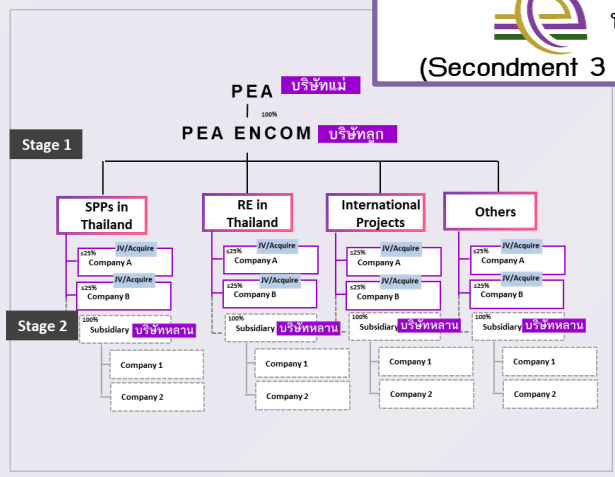 (Secondment 3
PEA บริษัทแม่
100%
PEA ENCOM บริษัทลูก
Stage 1
SPPs in Thailand
RE in Thailand
International Projects
Others
≤25% JV/Acquire
Company A
≤25% JV/Acquire
Company B
≤25% JV/Acquire
Company A
≤25% JV/Acquire
Company B
≤25% JV/Acquire
Company A
≤25% JV/Acquire
Company B
≤25% JV/Acquire
Company A
≤25% JV/Acquire
Company B
Stage 2
100%
Subsidiary บริษัทหลาน
100%
Subsidiary บริษัทหลาน
100%
Subsidiary บริษัทหลาน
100%
Subsidiary บริษัทหลาน
Company 1
Company 2
Company 1
Company 2
Company 1
Company 2
Company 1
Company 2